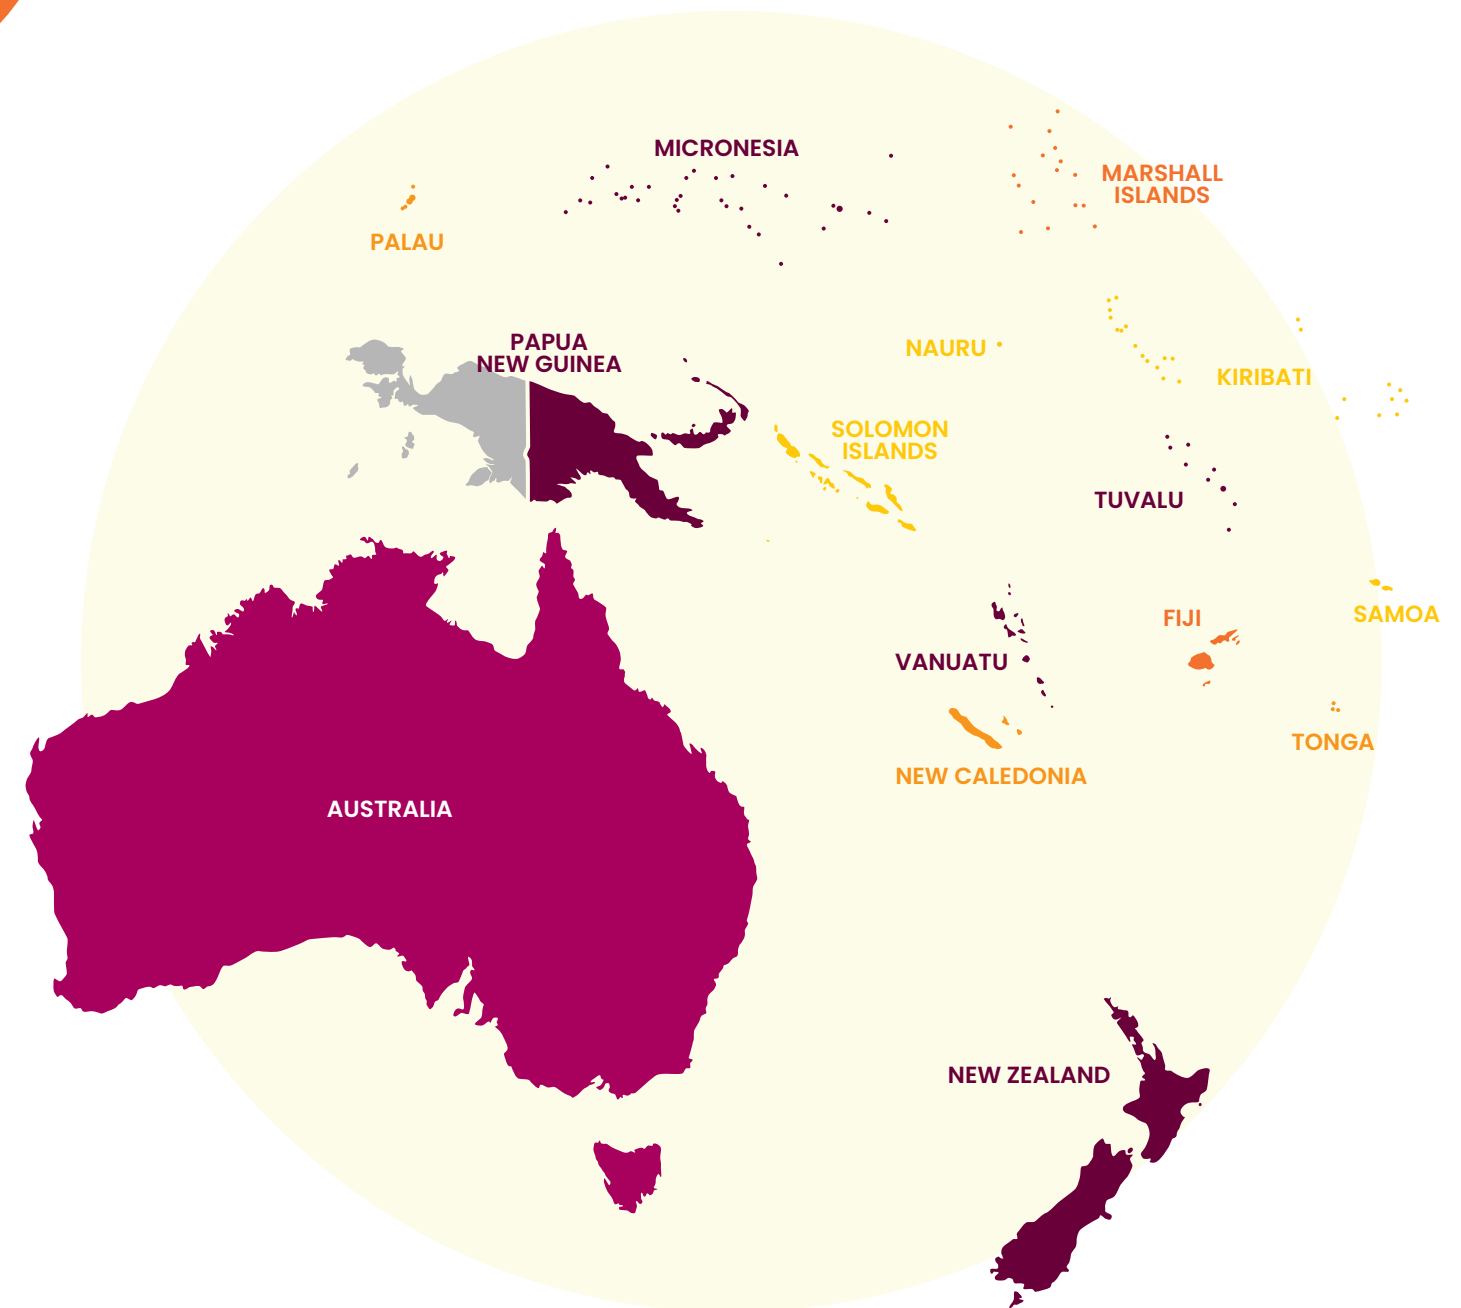 MICRONESIA
MARSHALL
ISLANDS
PALAU
PAPUA
NEW GUINEA
NAURU
KIRIBATI
SOLOMON
ISLANDS
TUVALU
SAMOA
FIJI
VANUATU
TONGA
NEW CALEDONIA
AUSTRALIA
NEW ZEALAND